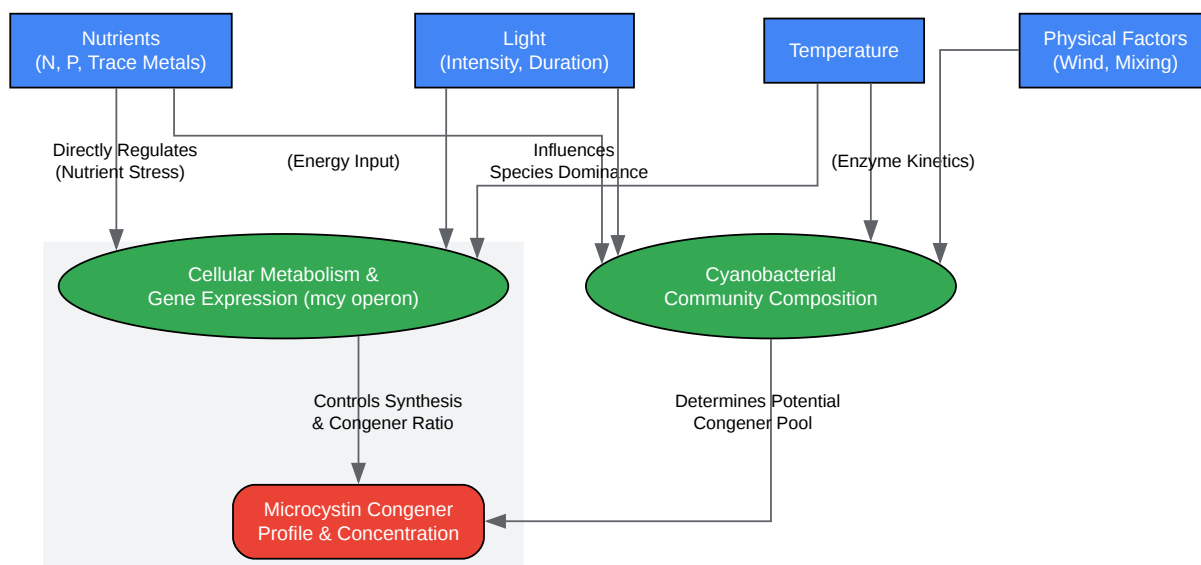 Nutrients
(N, P, Trace Metals)
Light
(Intensity, Duration)
Temperature
Physical Factors
(Wind, Mixing)
Directly Regulates
(Nutrient Stress)
(Energy Input)
Influences
Species Dominance
(Enzyme Kinetics)
Cellular Metabolism &
Gene Expression (mcy operon)
Cyanobacterial
Community Composition
Controls Synthesis
& Congener Ratio
Determines Potential
Congener Pool
Microcystin Congener
Profile & Concentration